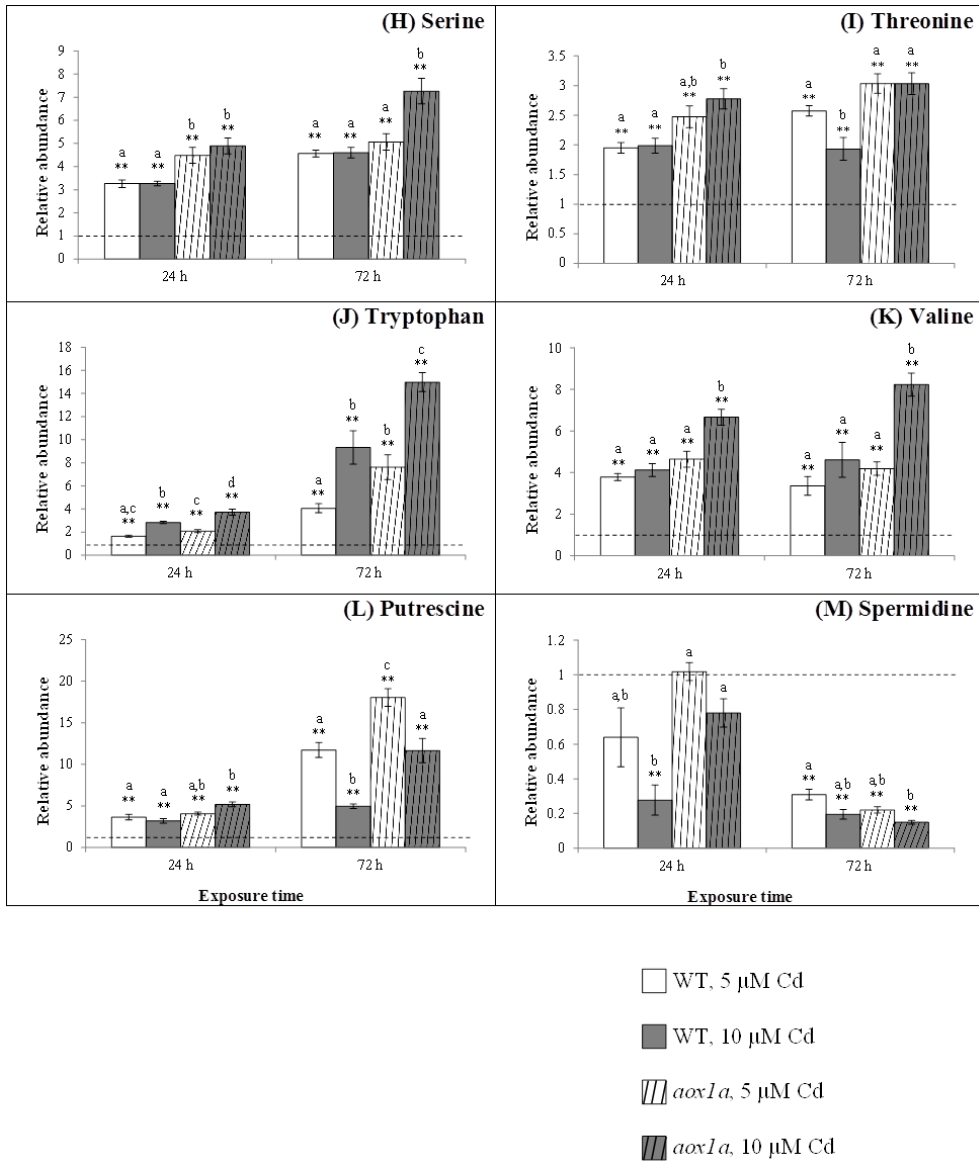 (H) Serine
Relative abundance
9
8
7
6
5
4
3
2
1
0
a
**
a
**
b
**
b
**
a
**
a
**
a
**
b
**
24 h
72 h
(I) Threonine
Relative abundance
3.5
3
2.5
2
1.5
1
0.5
0
a
**
a
**
a,b
**
b
**
a
**
b
**
a
**
a
**
24 h
72 h
(J) Tryptophan
Relative abundance
18
16
14
12
10
8
6
4
2
0
a,c
**
b
**
c
**
d
**
a
**
b
**
b
**
c
**
24 h
72 h
(K) Valine
Relative abundance
10
8
6
4
2
0
a
**
a
**
a
**
b
**
a
**
a
**
a
**
b
**
24 h
72 h
(L) Putrescine
Relative abundance
25
20
15
10
5
0
a
**
a
**
a,b
**
b
**
a
**
b
**
c
**
a
**
24 h
72 h
Exposure time
(M) Spermidine
Relative abundance
1.2
1
0.8
0.6
0.4
0.2
0
a,b
b
**
a
a
a
**
a,b
**
a,b
**
b
**
24 h
72 h
Exposure time
WT, 5 µM Cd
WT, 10 µM Cd
aox1a, 5 µM Cd
aox1a, 10 µM Cd